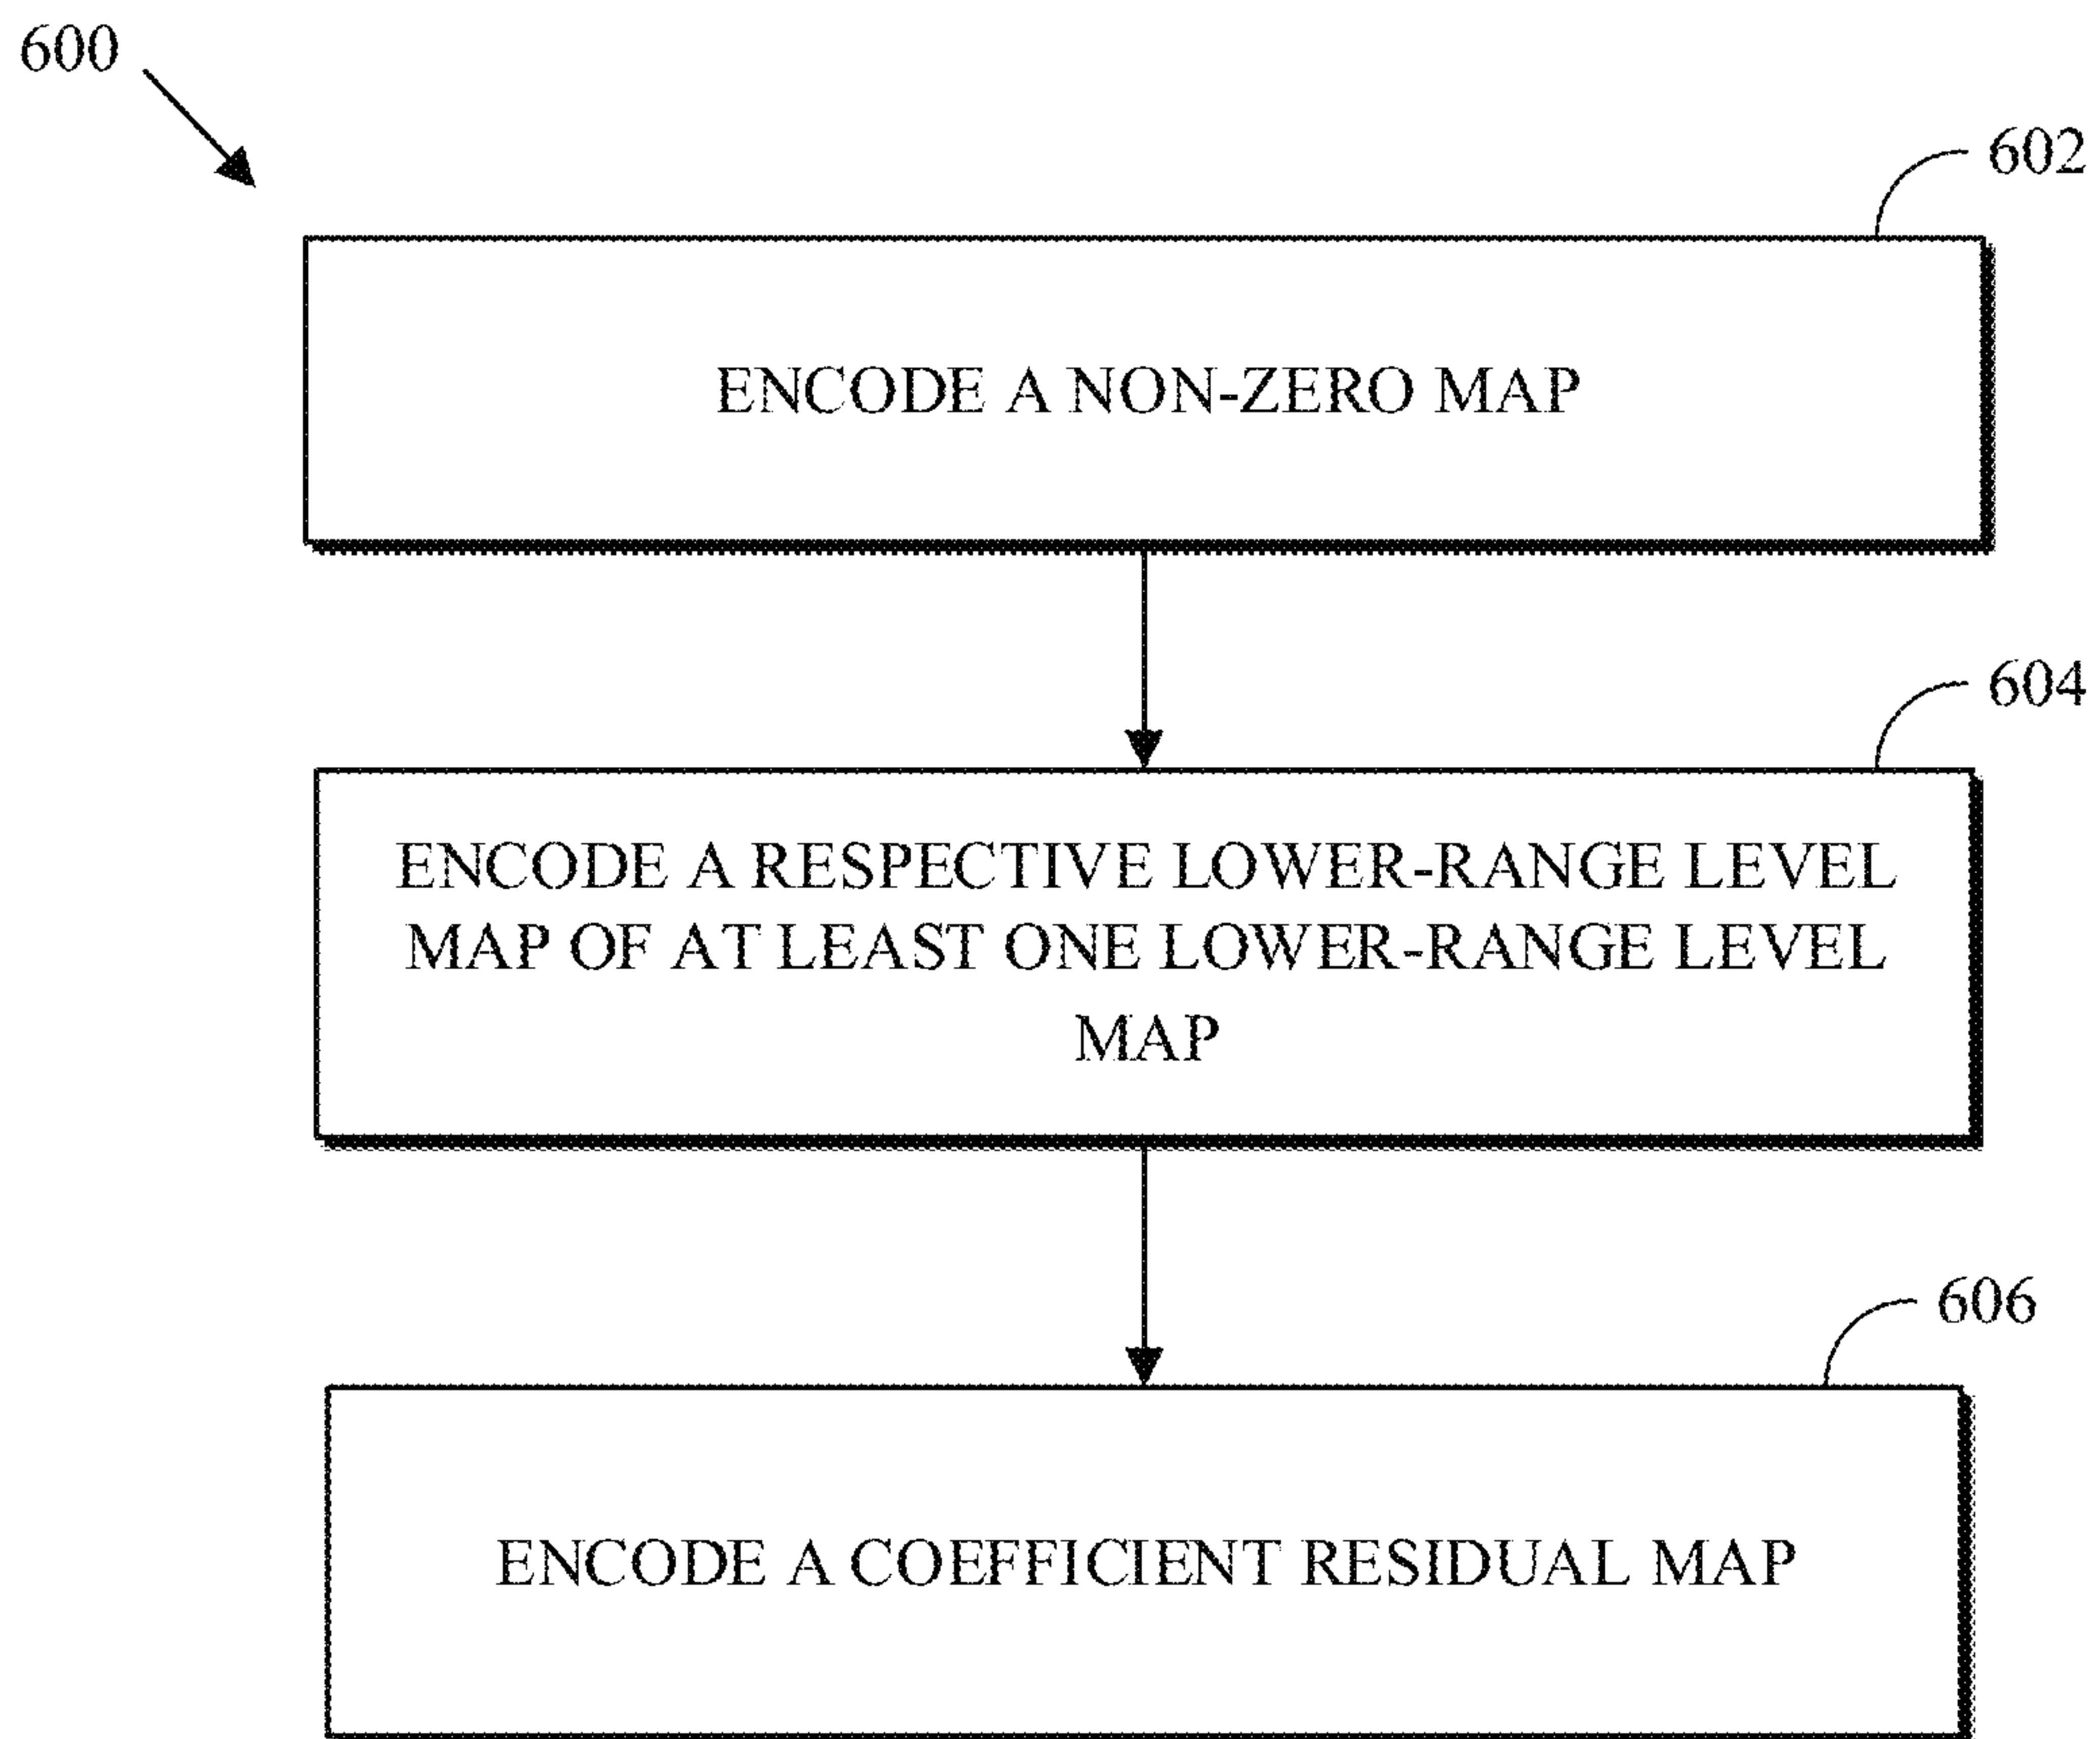 600
602
ENCODE A NON-ZERO MAP
604
ENCODE A RESPECTIVE LOWER-RANGE LEVEL
MAP OF AT LEAST ONE LOWER-RANGE LEVEL
MAP
606
ENCODE A COEFFICIENT RESIDUAL MAP